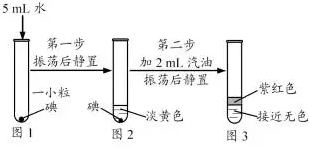 5 mL 水
第一步
振荡后静置
第二步
加 2 mL 汽油
振荡后静置
一小粒
碘
碘
淡黄色
紫红色
接近无色
图 1
图 2
图 3